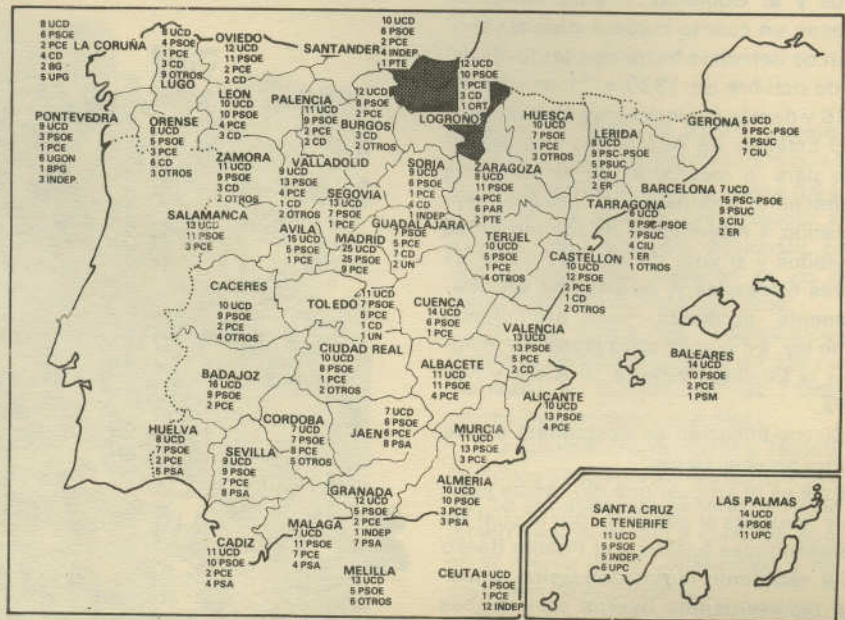 LA CORUÑA
8 UCD
6 PSOE
2 PCE
4 CD
2 BG
5 UPG
LUGO
8 UCD
4 PSOE
1 PCE
3 CD
9 OTROS
OVIEDO
12 UCD
11 PSOE
2 PCE
2 CD
SANTANDER
10 UCD
6 PSOE
2 PCE
4 INDEP
1 PTE
LOGROÑO
12 UCD
10 PSOE
1 PCE
3 CD
1 ORT
PONTEVEDRA
9 UCD
3 PSOE
1 PCE
6 UGON
1 BPG
3 INDEP.
ORENSE
8 UCD
5 PSOE
3 PCE
6 CD
3 OTROS
LEON
10 UCD
10 PSOE
4 PCE
3 CD
PALENCIA
11 UCD
9 PSOE
2 PCE
2 CD
BURGOS
12 UCD
8 PSOE
2 PCE
3 CD
2 OTROS
HUESCA
10 UCD
7 PSOE
1 PCE
3 OTROS
LERIDA
8 UCD
9 PSC-PSOE
5 PSUC
3 CIU
2 ER
GERONA
5 UCD
9 PSC-PSOE
4 PSUC
7 CIU
ZAMORA
11 UCD
9 PSOE
3 CD
2 OTROS
VALLADOLID
9 UCD
13 PSOE
4 PCE
1 CD
2 OTROS
SORIA
9 UCD
6 PSOE
1 PCE
4 CD
1 INDEP
ZARAGOZA
8 UCD
11 PSOE
4 PCE
6 PAR
2 PTE
BARCELONA
7 UCD
15 PSC-PSOE
9 PSUC
9 CIU
2 ER
TARRAGONA
6 UCD
PSC-PSOE
7 PSUC
4 CIU
1 ER
1 OTROS
SALAMANCA
13 UCD
11 PSOE
3 PCE
SEGOVIA
13 UCD
7 PSOE
1 PCE
AVILA
15 UCD
5 PSOE
1 PCE
MADRID
25 UCD
25 PSOE
9 PCE
GUADALAJARA
7 PSOE
5 PCE
7 CD
2 UN
TERUEL
10 UCD
5 PSOE
1 PCE
4 OTROS
CASTELLON
10 UCD
12 PSOE
2 PCE
1 CD
2 OTROS
CACERES
10 UCD
9 PSOE
2 PCE
4 OTROS
TOLEDO
11 UCD
7 PSOE
5 PCE
1 CD
1 UN
CUENCA
14 UCD
6 PSOE
1 PCE
VALENCIA
13 UCD
13 PSOE
5 PCE
2 CD
BALEARES
14 UCD
10 PSOE
2 PCE
1 PSM
BADAJOZ
16 UCD
9 PSOE
2 PCE
CIUDAD REAL
10 UCD
8 PSOE
1 PCE
2 OTROS
ALBACETE
11 UCD
11 PSOE
4 PCE
ALICANTE
10 UCD
13 PSOE
4 PCE
HUELVA
8 UCD
7 PSOE
2 PCE
5 PSA
SEVILLA
9 UCD
9 PSOE
7 PCE
8 PSA
CORDOBA
7 UCD
7 PSOE
8 PCE
5 OTROS
JAEN
7 UCD
6 PSOE
6 PCE
8 PSA
MURCIA
11 UCD
13 PSOE
3 PCE
CADIZ
11 UCD
10 PSOE
2 PCE
4 PSA
MALAGA
7 UCD
11 PSOE
7 PCE
4 PSA
GRANADA
12 UCD
5 PSOE
2 PCE
1 INDEP
7 PSA
ALMERIA
10 UCD
10 PSOE
3 PCE
3 PSA
MELILLA
13 UCD
5 PSOE
6 OTROS
CEUTA
8 UCD
4 PSOE
1 PCE
12 INDEP
SANTA CRUZ
DE TENERIFE
11 UCD
5 PSOE
5 INDEP.
6 UPC
LAS PALMAS
14 UCD
4 PSOE
11 UPC